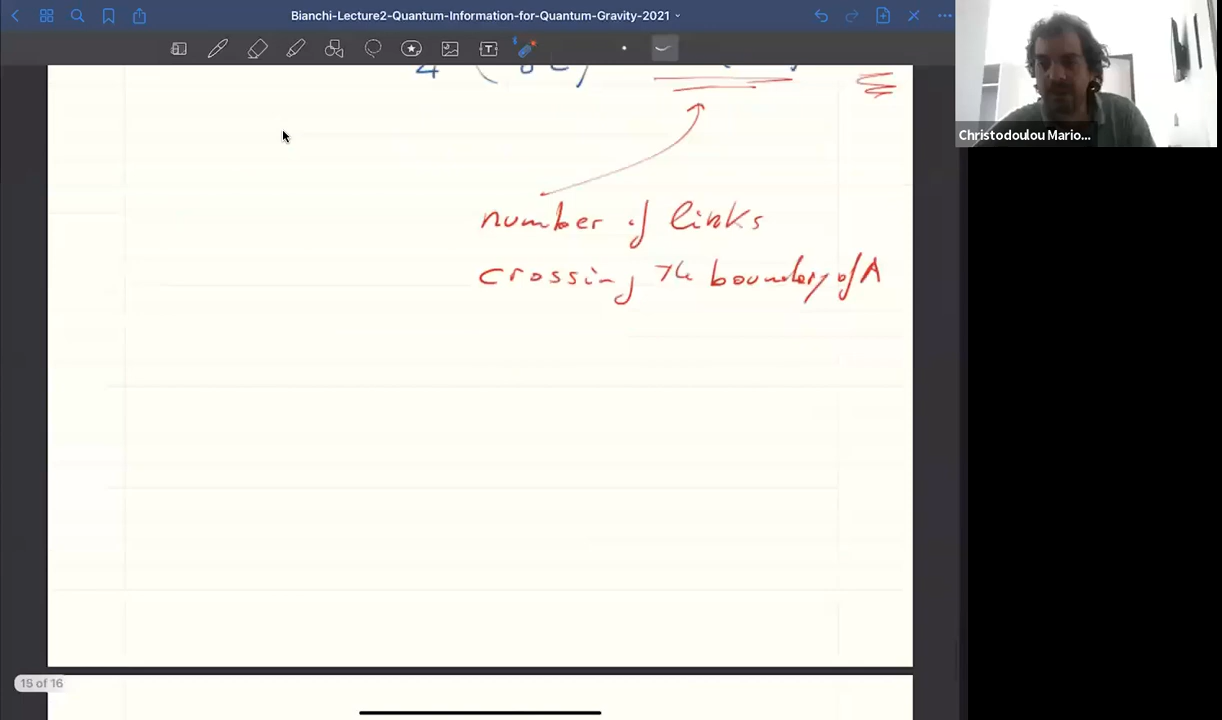 Bianchi-Lecture2-Quantum-Information-for-Quantum-Gravity-2021
Christodoulou Mario...
number of links
crossing the boundary of A
15 of 16